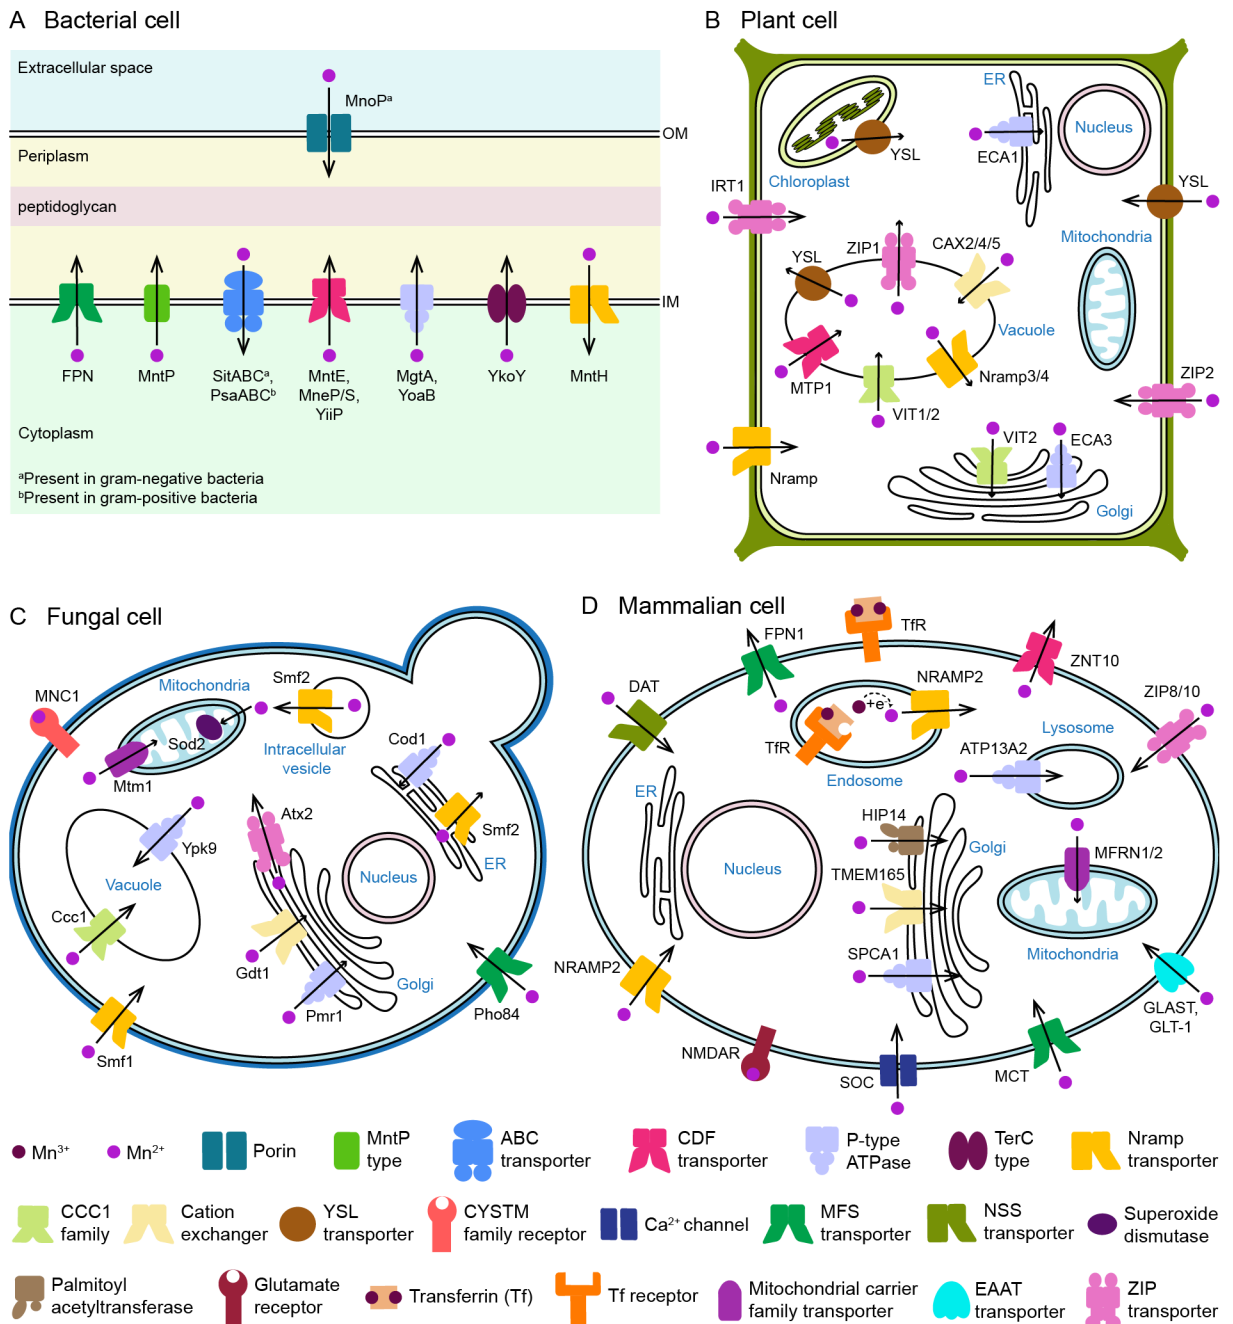 A Bacterial cell
Extracellular space
MnoPᵃ
OM
Periplasm
peptidoglycan
IM
FPN
MntP
SitABCᵃ,
PsaABCᵇ
MntE,
MneP/S,
YiiP
MgtA,
YoaB
YkoY
MntH
Cytoplasm
ᵃPresent in gram-negative bacteria
ᵇPresent in gram-positive bacteria
B Plant cell
ER
Nucleus
YSL
ECA1
Chloroplast
IRT1
YSL
Mitochondria
ZIP1
CAX2/4/5
YSL
Vacuole
MTP1
Nramp3/4
ZIP2
VIT1/2
VIT2
ECA3
Nramp
Golgi
C Fungal cell
MNC1
Mitochondria
Smf2
Sod2
Intracellular
vesicle
Mtm1
Cod1
Atx2
Smf2
ER
Ypk9
Vacuole
Nucleus
Ccc1
Gdt1
Golgi
Pmr1
Pho84
Smf1
D Mammalian cell
FPN1
TfR
ZNT10
DAT
NRAMP2
ZIP8/10
+e⁻
TfR
Endosome
Lysosome
ATP13A2
ER
HIP14
Golgi
MFRN1/2
Nucleus
TMEM165
SPCA1
Mitochondria
NRAMP2
GLAST,
GLT-1
NMDAR
SOC
MCT
Mn³⁺
Mn²⁺
Porin
MntP
type
ABC
transporter
CDF
transporter
P-type
ATPase
TerC
type
Nramp
transporter
CCC1
family
Cation
exchanger
YSL
transporter
CYSTM
family receptor
Ca²⁺ channel
MFS
transporter
NSS
transporter
Superoxide
dismutase
Palmitoyl
acetyltransferase
Glutamate
receptor
Transferrin (Tf)
Tf receptor
Mitochondrial carrier
family transporter
EAAT
transporter
ZIP
transporter